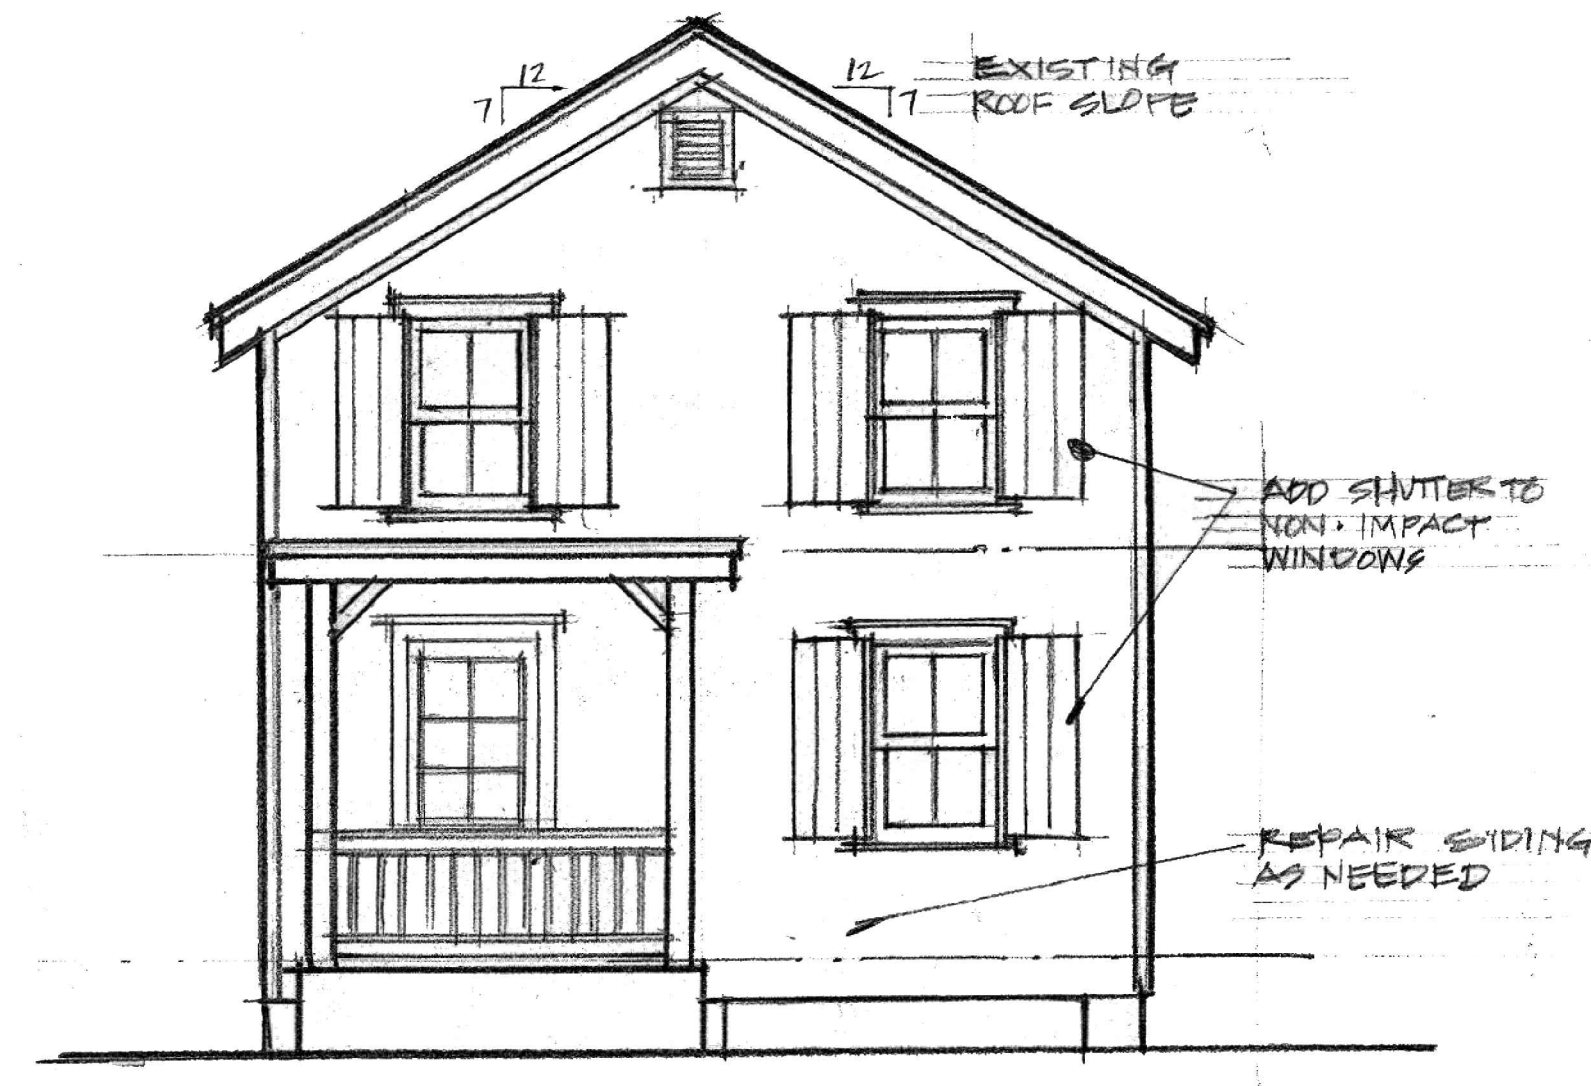 12
7
12
7
EXISTING
ROOF SLOPE
ADD SHUTTER TO
NON-IMPACT
WINDOWS
REPAIR SIDING
AS NEEDED